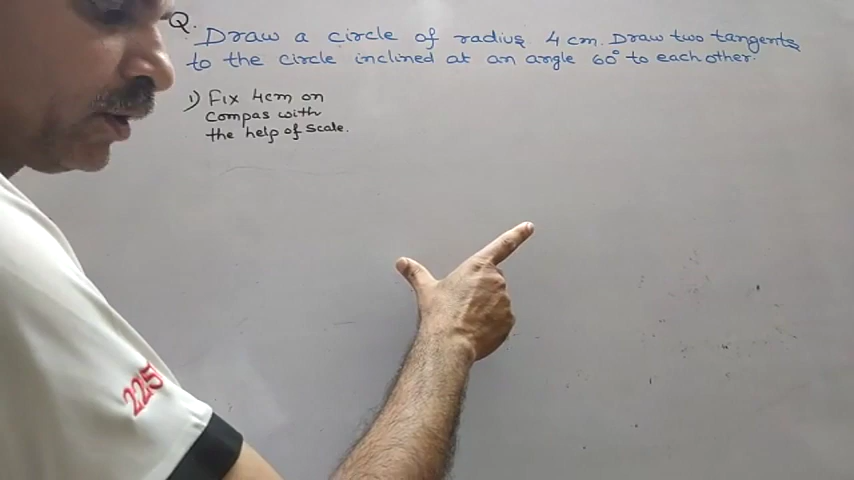 Q. Draw a circle of radius 4 cm. Draw two tangents
to the circle inclined at an angle 60° to each other.
1) Fix 4cm on
compas with
the help of scale.
225